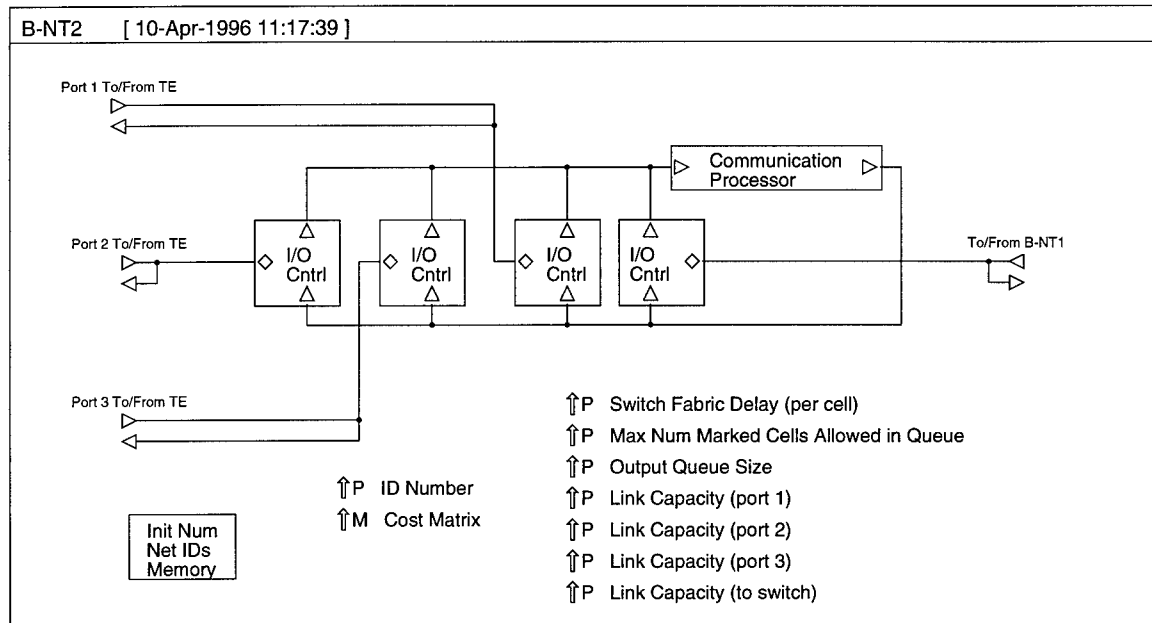 B-NT2 [ 10-Apr-1996 11:17:39 ]
Port 1 To/From TE
Communication
Processor
Port 2 To/From TE
I/O
Cntrl
I/O
Cntrl
I/O
Cntrl
I/O
Cntrl
To/From B-NT1
Port 3 To/From TE
⇑P Switch Fabric Delay (per cell)
⇑P Max Num Marked Cells Allowed in Queue
⇑P Output Queue Size
⇑P Link Capacity (port 1)
⇑P Link Capacity (port 2)
⇑P Link Capacity (port 3)
⇑P Link Capacity (to switch)
⇑P ID Number
⇑M Cost Matrix
Init Num
Net IDs
Memory